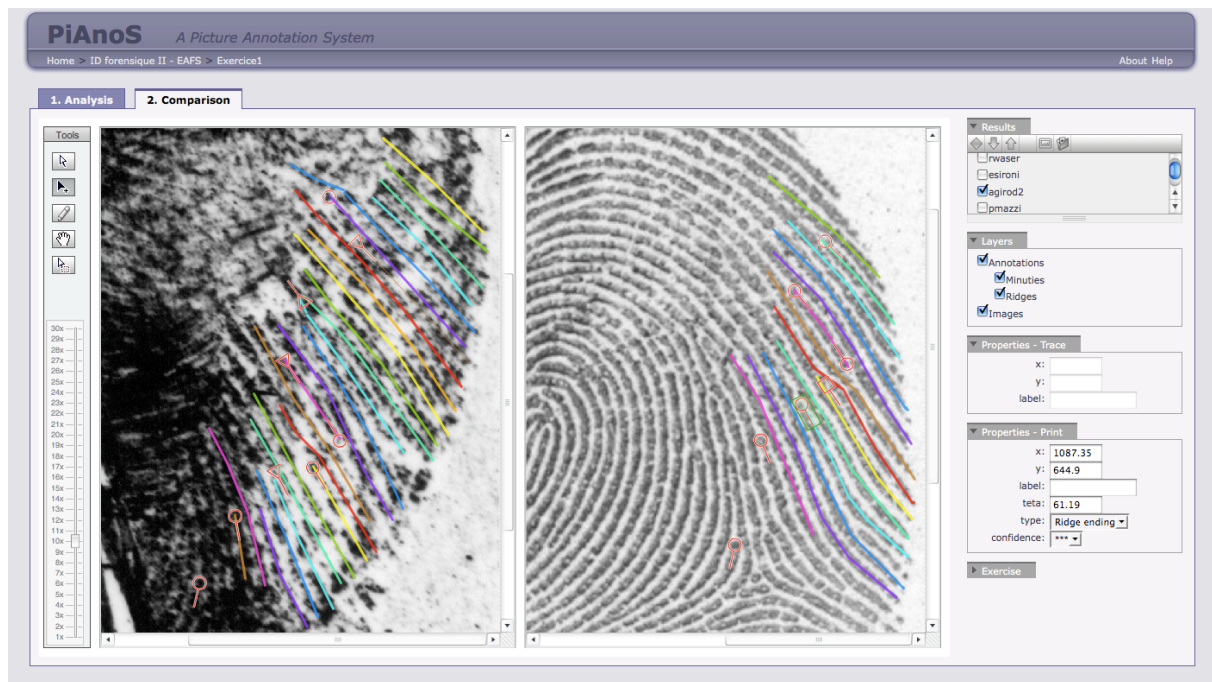 PiAnoS A Picture Annotation System
Home > ID forensique II - EAFS > Exercice1 About Help
1. Analysis 2. Comparison
Tools
30x
29x
28x
27x
26x
25x
24x
23x
22x
21x
20x
19x
18x
17x
16x
15x
14x
13x
12x
11x
10x
9x
8x
7x
6x
5x
4x
3x
2x
1x
Results
rwaser
esironi
agirod2
pmazzi
Layers
Annotations
Minuties
Ridges
Images
Properties - Trace
x:
y:
label:
Properties - Print
x: 1087.35
y: 644.9
label:
teta: 61.19
type: Ridge ending
confidence: ***
Exercise